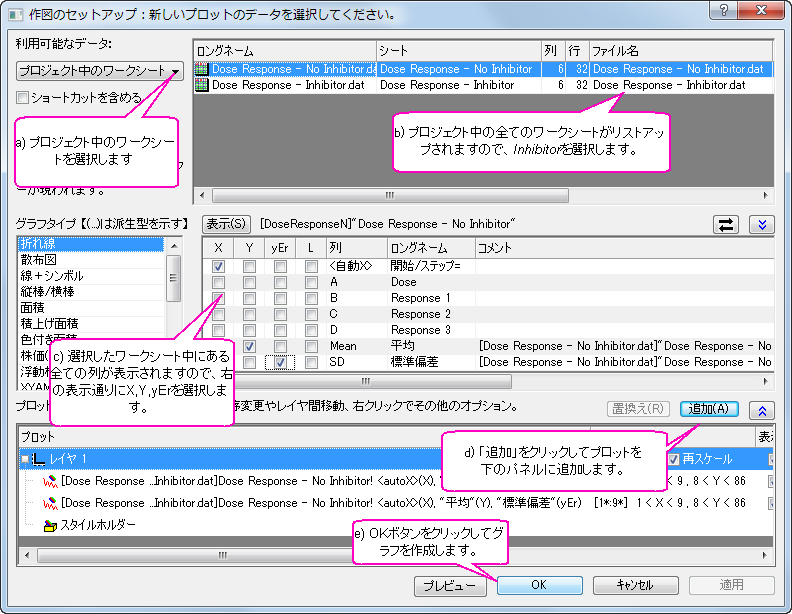 作図のセットアップ：新しいプロットのデータを選択してください。
利用可能なデータ:
プロジェクト中のワークシート
ショートカットを含める
a) プロジェクト中のワークシー
トを選択します
ーが現われます。
ロングネーム シート 列 行 ファイル名
Dose Response - No Inhibitor.da Dose Response - No Inhibitor 6 32 Dose Response - No Inhibitor.dat
Dose Response - Inhibitor.dat Dose Response - Inhibitor 6 32 Dose Response - Inhibitor.dat
b) プロジェクト中の全てのワークシートがリストアッ
プされますので、Inhibitorを選択します。
グラフタイプ【(...)は派生型を示す】
表示(S) [DoseResponseN]"Dose Response - No Inhibitor"
折れ線
散布図
線＋シンボル
縦棒/横棒
面積
積上げ面積
色付き面積
株価(
浮動棒
XYAM
X Y yEr L 列 ロングネーム コメント
<自動X> 開始/ステップ=
A Dose
B Response 1
C Response 2
D Response 3
Mean 平均 [Dose Response - No Inhibitor.dat]"Dose Response - No
SD 標準偏差 [Dose Response - No Inhibitor.dat]"Dose Response - No
c) 選択したワークシート中にある
全ての列が表示されますので、右
の表示通りにX,Y,yErを選択しま
す。
プロット
序変更やレイヤ間移動、右クリックでその他のオプション。
置換え(R) 追加(A)
プロット 表示
レイヤ 1 再スケール
[Dose Response ...Inhibitor.dat]Dose Response - No Inhibitor! <autoX>(X), "平均"(Y), X < 9 , 8 < Y < 86
[Dose Response ...Inhibitor.dat]Dose Response - No Inhibitor! <autoX>(X), "平均"(Y), "標準偏差"(yEr) [1*:9*] 1 < X < 9 , 8 < Y < 86
スタイルホルダー
d) 「追加」をクリックしてプロットを
下のパネルに追加します。
e) OKボタンをクリックしてグ
ラフを作成します。
プレビュー OK キャンセル 適用